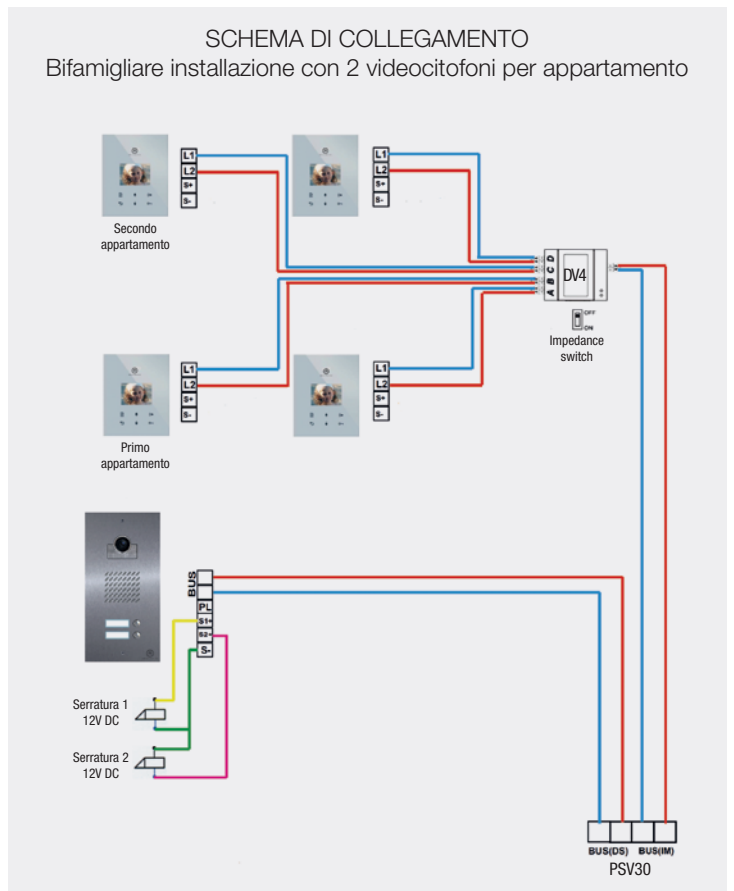 SCHEMA DI COLLEGAMENTO
Bifamigliare installazione con 2 videocitofoni per appartamento
L1
L2
S+
S-
L1
L2
S+
S-
Secondo
appartamento
D
C
B
A
DV4
OFF
ON
Impedance
switch
L1
L2
S+
S-
L1
L2
S+
S-
Primo
appartamento
BUS
PL
S1+
S2+
S-
Serratura 1
12V DC
Serratura 2
12V DC
BUS(DS) BUS(IM)
PSV30